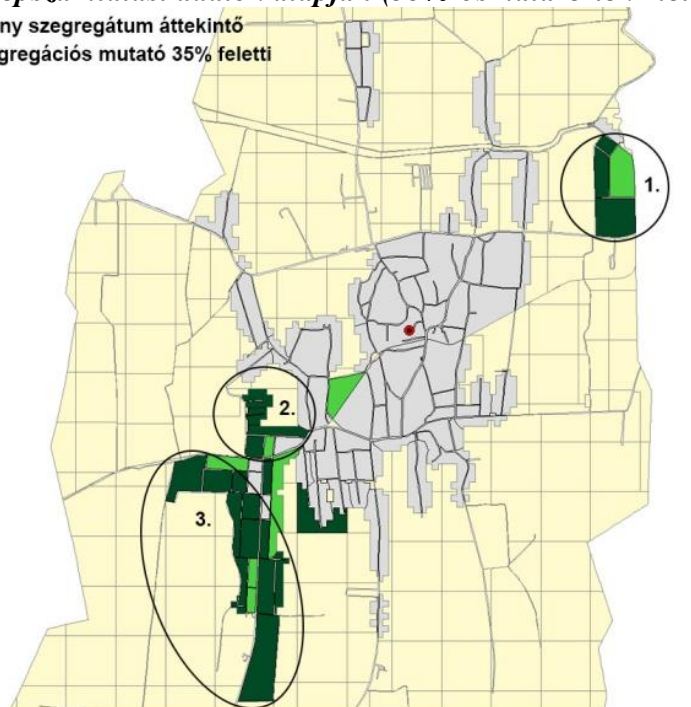 ny szegregátum áttekintő
gregációs mutató 35% feletti
1.
2.
3.